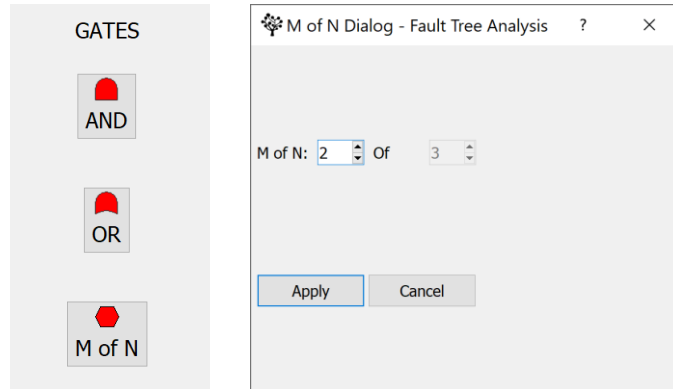 GATES
AND
OR
M of N
M of N Dialog - Fault Tree Analysis ? ×
M of N: 2 Of 3
Apply Cancel